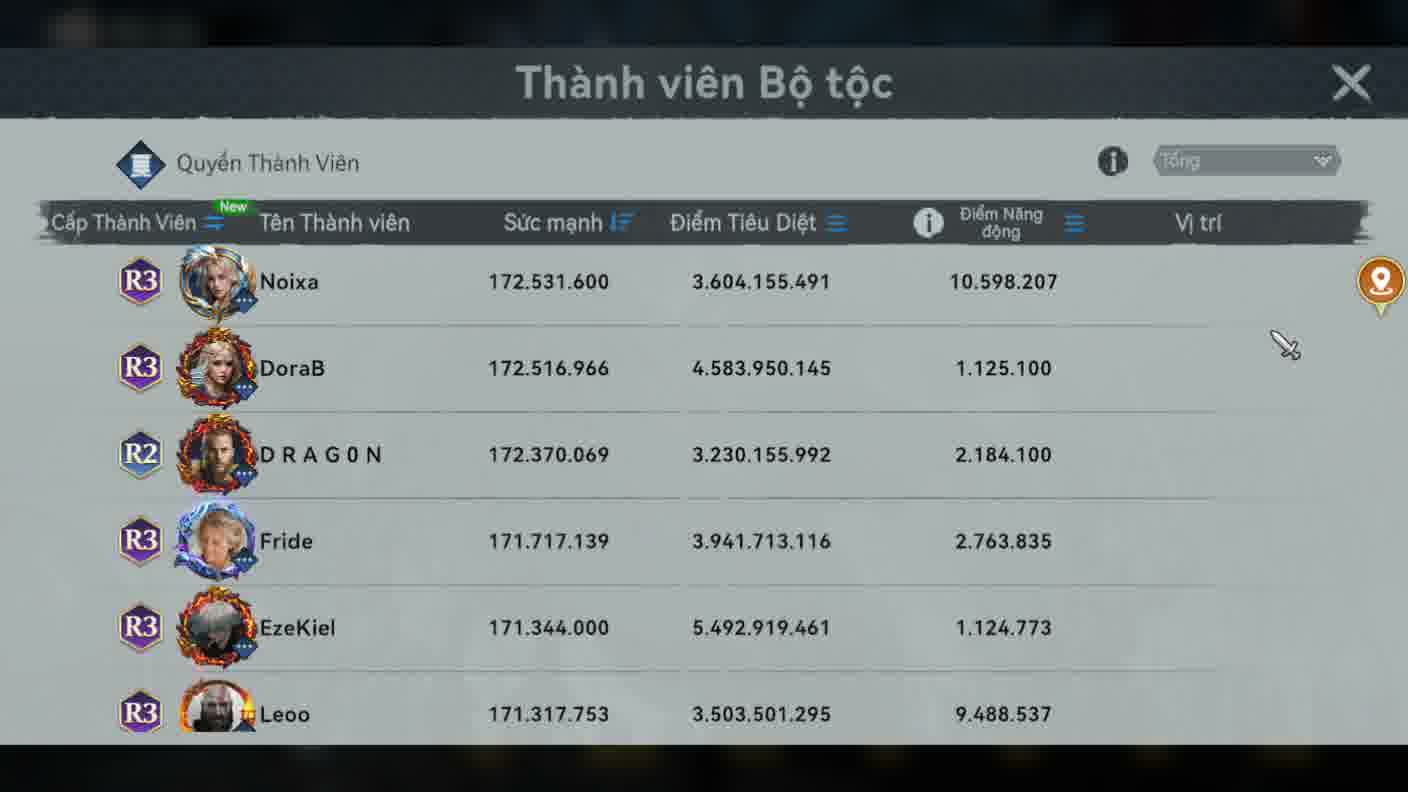 Thành viên Bộ tộc
Quyển Thành Viên
Tổng
Cấp Thành Viên New Tên Thành viên Sức mạnh Điểm Tiêu Diệt Điểm Năng động Vị trí
R3 Noixa 172.531.600 3.604.155.491 10.598.207
R3 DoraB 172.516.966 4.583.950.145 1.125.100
R2 D R A G 0 N 172.370.069 3.230.155.992 2.184.100
R3 Fride 171.717.139 3.941.713.116 2.763.835
R3 EzeKiel 171.344.000 5.492.919.461 1.124.773
R3 Leoo 171.317.753 3.503.501.295 9.488.537